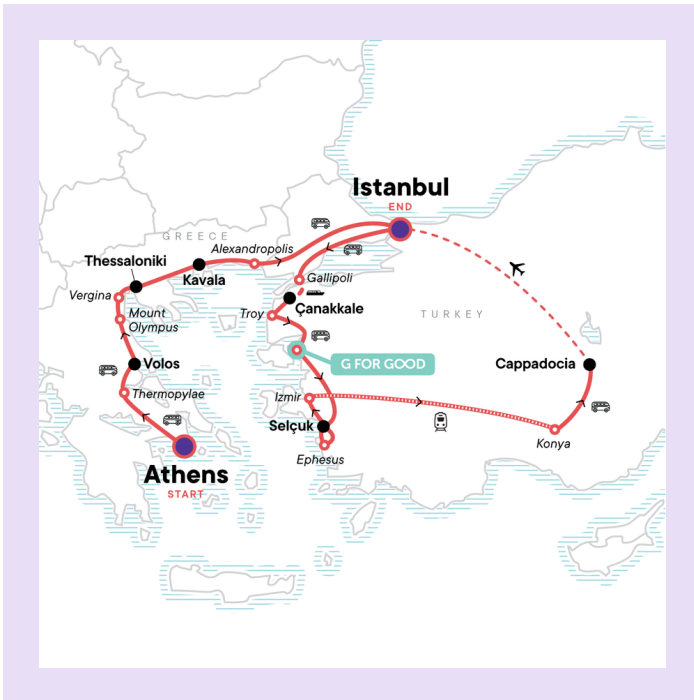 Istanbul
END
GREECE
Alexandropolis
Thessaloniki
Kavala
Gallipoli
Vergina
Çanakkale
Mount
Olympus
Troy
TURKEY
G FOR GOOD
Volos
Cappadocia
Thermopylae
Izmir
Selçuk
Konya
Ephesus
Athens
START